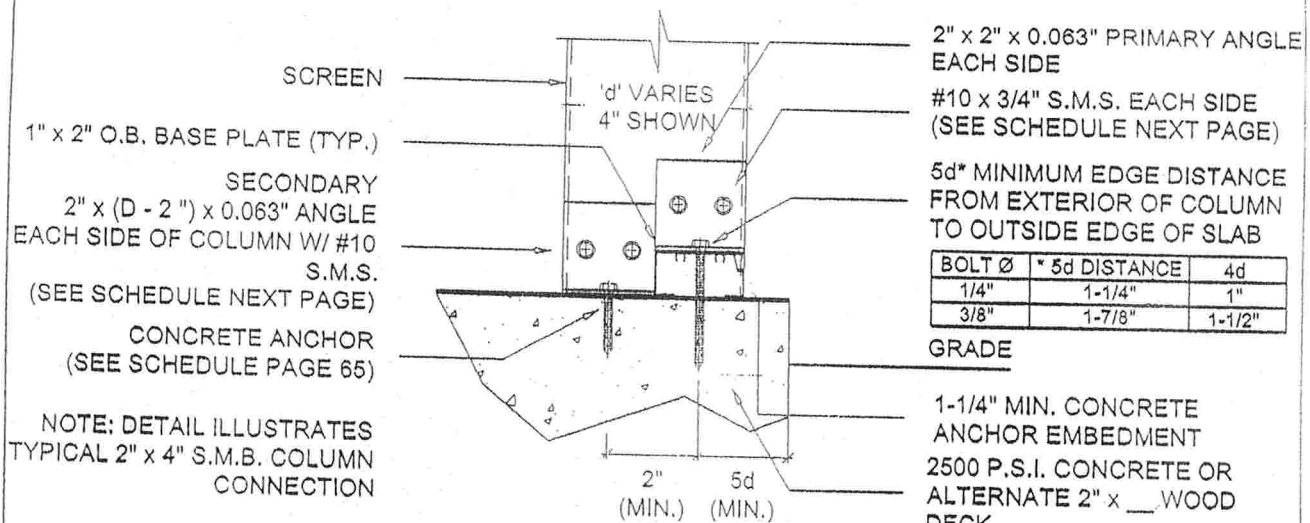 SCREEN
1" x 2" O.B. BASE PLATE (TYP.)
SECONDARY
2" x (D - 2 ") x 0.063" ANGLE
EACH SIDE OF COLUMN W/ #10
S.M.S.
(SEE SCHEDULE NEXT PAGE)
CONCRETE ANCHOR
(SEE SCHEDULE PAGE 65)
NOTE: DETAIL ILLUSTRATES
TYPICAL 2" x 4" S.M.B. COLUMN
CONNECTION
'd' VARIES
4" SHOWN
2"
(MIN.)
5d
(MIN.)
2" x 2" x 0.063" PRIMARY ANGLE
EACH SIDE
#10 x 3/4" S.M.S. EACH SIDE
(SEE SCHEDULE NEXT PAGE)
5d* MINIMUM EDGE DISTANCE
FROM EXTERIOR OF COLUMN
TO OUTSIDE EDGE OF SLAB
BOLT Ø * 5d DISTANCE 4d
1/4" 1-1/4" 1"
3/8" 1-7/8" 1-1/2"
GRADE
1-1/4" MIN. CONCRETE
ANCHOR EMBEDMENT
2500 P.S.I. CONCRETE OR
ALTERNATE 2" x __ WOOD
DECK